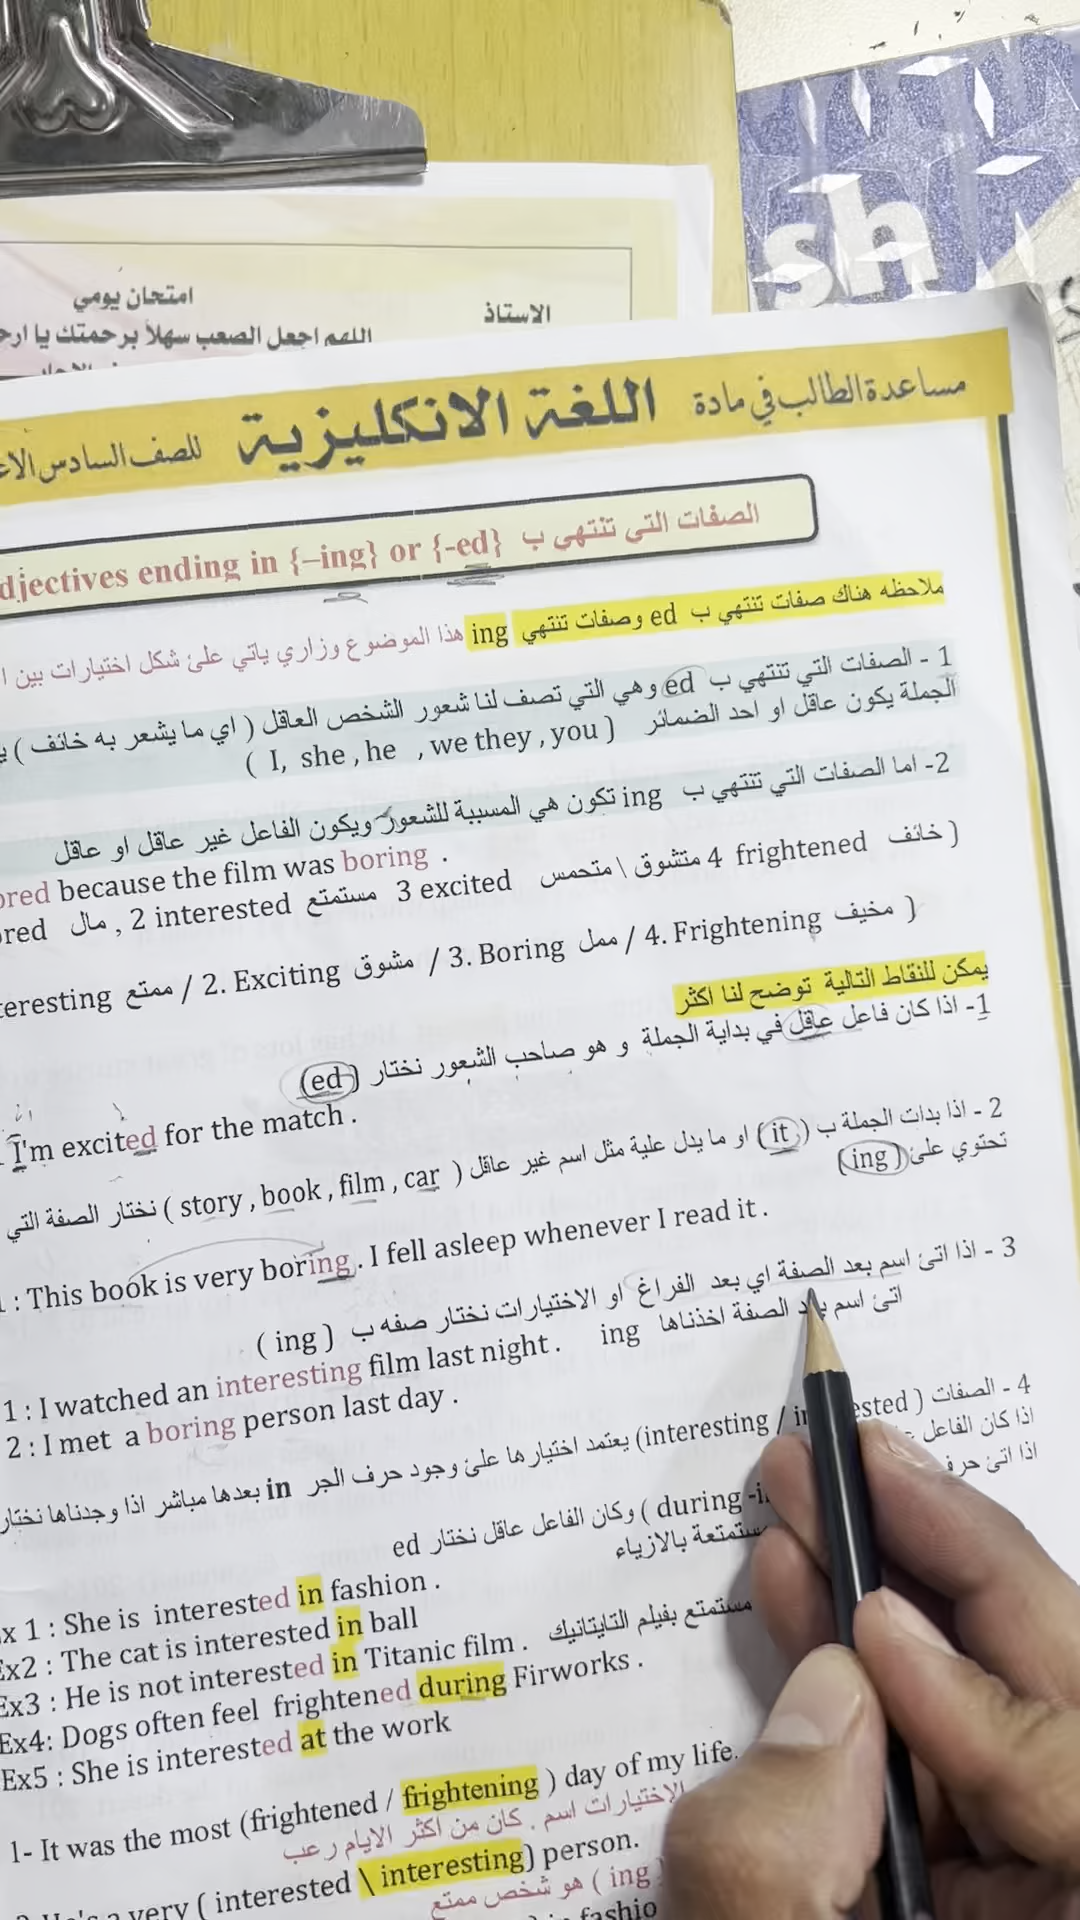 sh
امتحان يومي
الاستاذ
اللهم اجعل الصعب سهلاً برحمتك يا ارح
مساعدة الطالب في مادة اللغة الانكليزية للصف السادس الاع
djectives ending in {–ing} or {-ed} الصفات التي تنتهي ب
ملاحظه هناك صفات تنتهي ب ed وصفات تنتهي ing هذا الموضوع وزاري ياتي علئ شكل اختيارات بين ا
1 - الصفات التي تنتهي ب ed وهي التي تصف لنا شعور الشخص العاقل ( اي ما يشعر به خائف )
الجملة يكون عاقل او احد الضمائر ( I, she , he , we they , you )
2- اما الصفات التي تنتهي ب ing تكون هي المسببة للشعور ويكون الفاعل غير عاقل او عاقل
ored because the film was boring .
ored مال , 2 interested مستمتع 3 excited متشوق \ متحمس 4 frightened خائف )
teresting ممتع / 2. Exciting مشوق / 3. Boring ممل / 4. Frightening مخيف )
يمكن للنقاط التالية توضح لنا اكثر
1- اذا كان فاعل عاقل في بداية الجملة و هو صاحب الشعور نختار (ed)
I'm excited for the match .
2 - اذا بدات الجملة ب (it) او ما يدل علية مثل اسم غير عاقل ( story , book , film , car ) نختار الصفة التي
تحتوي علئ (ing)
: This book is very boring . I fell asleep whenever I read it .
3 - اذا اتئ اسم بعد الصفة اي بعد الفراغ او الاختيارات نختار صفه ب ( ing )
اتئ اسم الصفة اخذناها ing
1 : I watched an interesting film last night .
2 : I met a boring person last day .
4 - الصفات (interesting / interested ) يعتمد اختيارها علئ وجود حرف الجر in بعدها مباشر اذا وجدناها نختار
اذا كان الفاعل
اذا اتئ حرف ( during وكان الفاعل عاقل نختار ed
مستمتعة بالازياء
x 1 : She is interested in fashion .
Ex2 : The cat is interested in ball
Ex3 : He is not interested in Titanic film . مستمتع بفيلم التايتانيك
Ex4: Dogs often feel frightened during Firworks .
Ex5 : She is interested at the work
1- It was the most (frightened / frightening ) day of my life.
الاختيارات اسم . كان من اكثر الايام رعب
He's a very ( interested \ interesting) person.
( ing ) هو شخص ممتع
in fashio